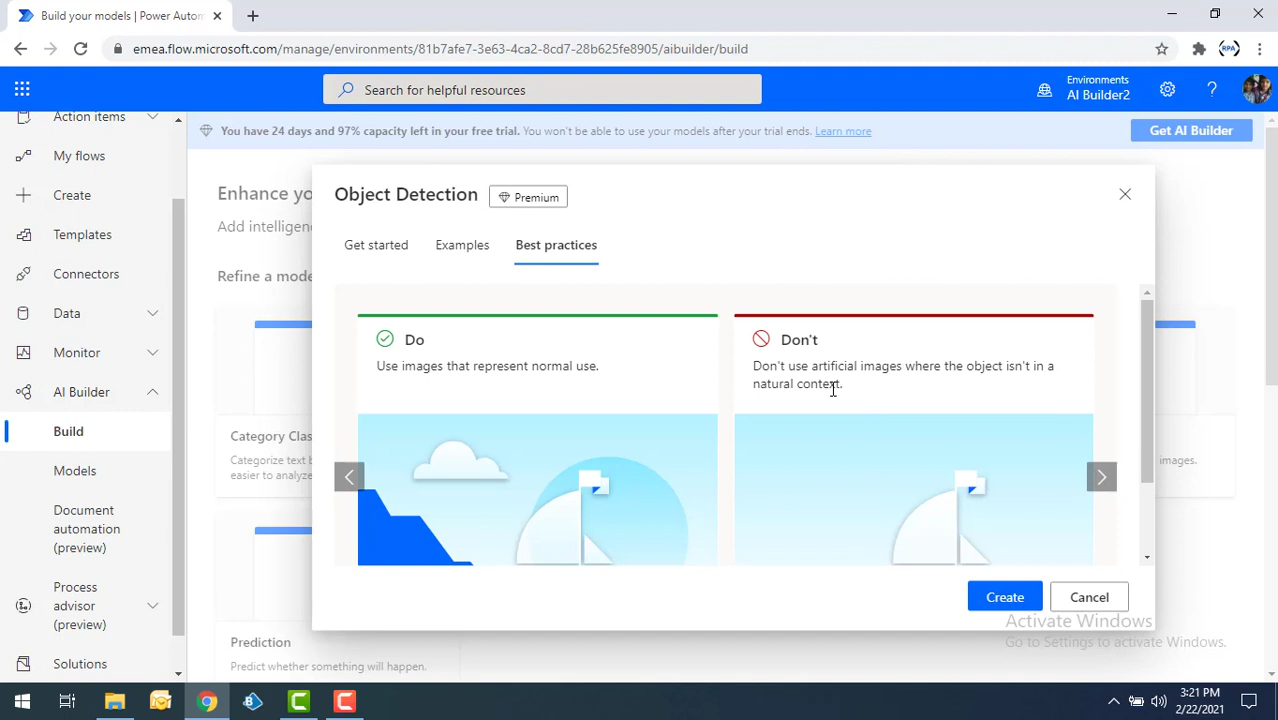 Build your models | Power Autom
emea.flow.microsoft.com/manage/environments/81b7afe7-3e63-4ca2-8cd7-28b625fe8905/aibuilder/build
RPA
Search for helpful resources
Environments
AI Builder2
You have 24 days and 97% capacity left in your free trial. You won't be able to use your models after your trial ends. Learn more
Get AI Builder
Action items
My flows
Create
Templates
Connectors
Data
Monitor
AI Builder
Build
Models
Document
automation
(preview)
Process
advisor
(preview)
Solutions
Enhance yo
Add intelligen
Refine a mode
Category Clas
Categorize text b
easier to analyze
images.
Prediction
Predict whether something will happen.
Object Detection
Premium
Get started
Examples
Best practices
Do
Use images that represent normal use.
Don't
Don't use artificial images where the object isn't in a
natural context.
Create
Cancel
Activate Windows
Go to Settings to activate Windows.
3:21 PM
2/22/2021